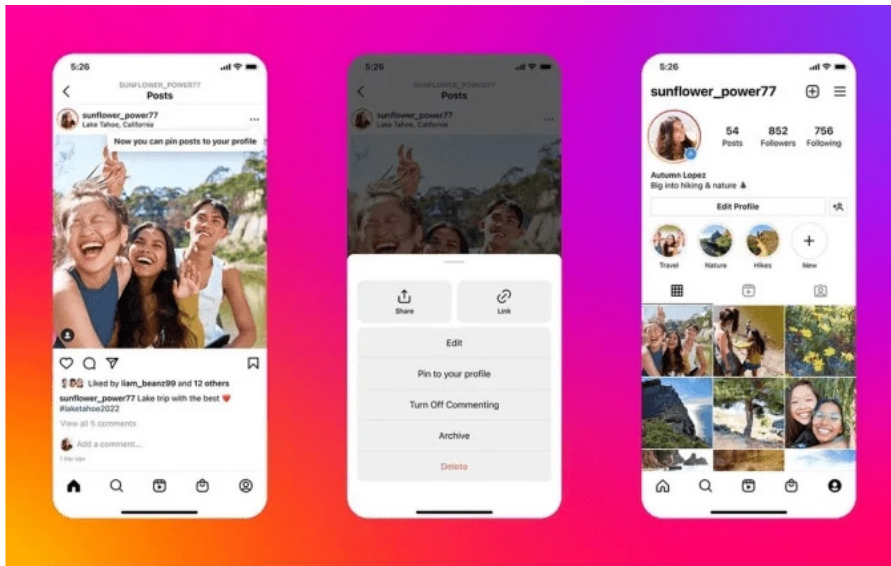 5:26
SUNFLOWER_POWER77
Posts
sunflower_power77
Lake Tahoe, California
Now you can pin posts to your profile
Liked by liam_beanz99 and 12 others
sunflower_power77 Lake trip with the best ❤️
#laketahoe2022
View all 5 comments
Add a comment...
1 day ago
5:26
SUNFLOWER_POWER77
Posts
sunflower_power77
Lake Tahoe, California
Share
Link
Edit
Pin to your profile
Turn Off Commenting
Archive
Delete
5:26
sunflower_power77
54 852 756
Posts Followers Following
Autumn Lopez
Big into hiking & nature 🌲
Edit Profile
Travel Nature Hikes New